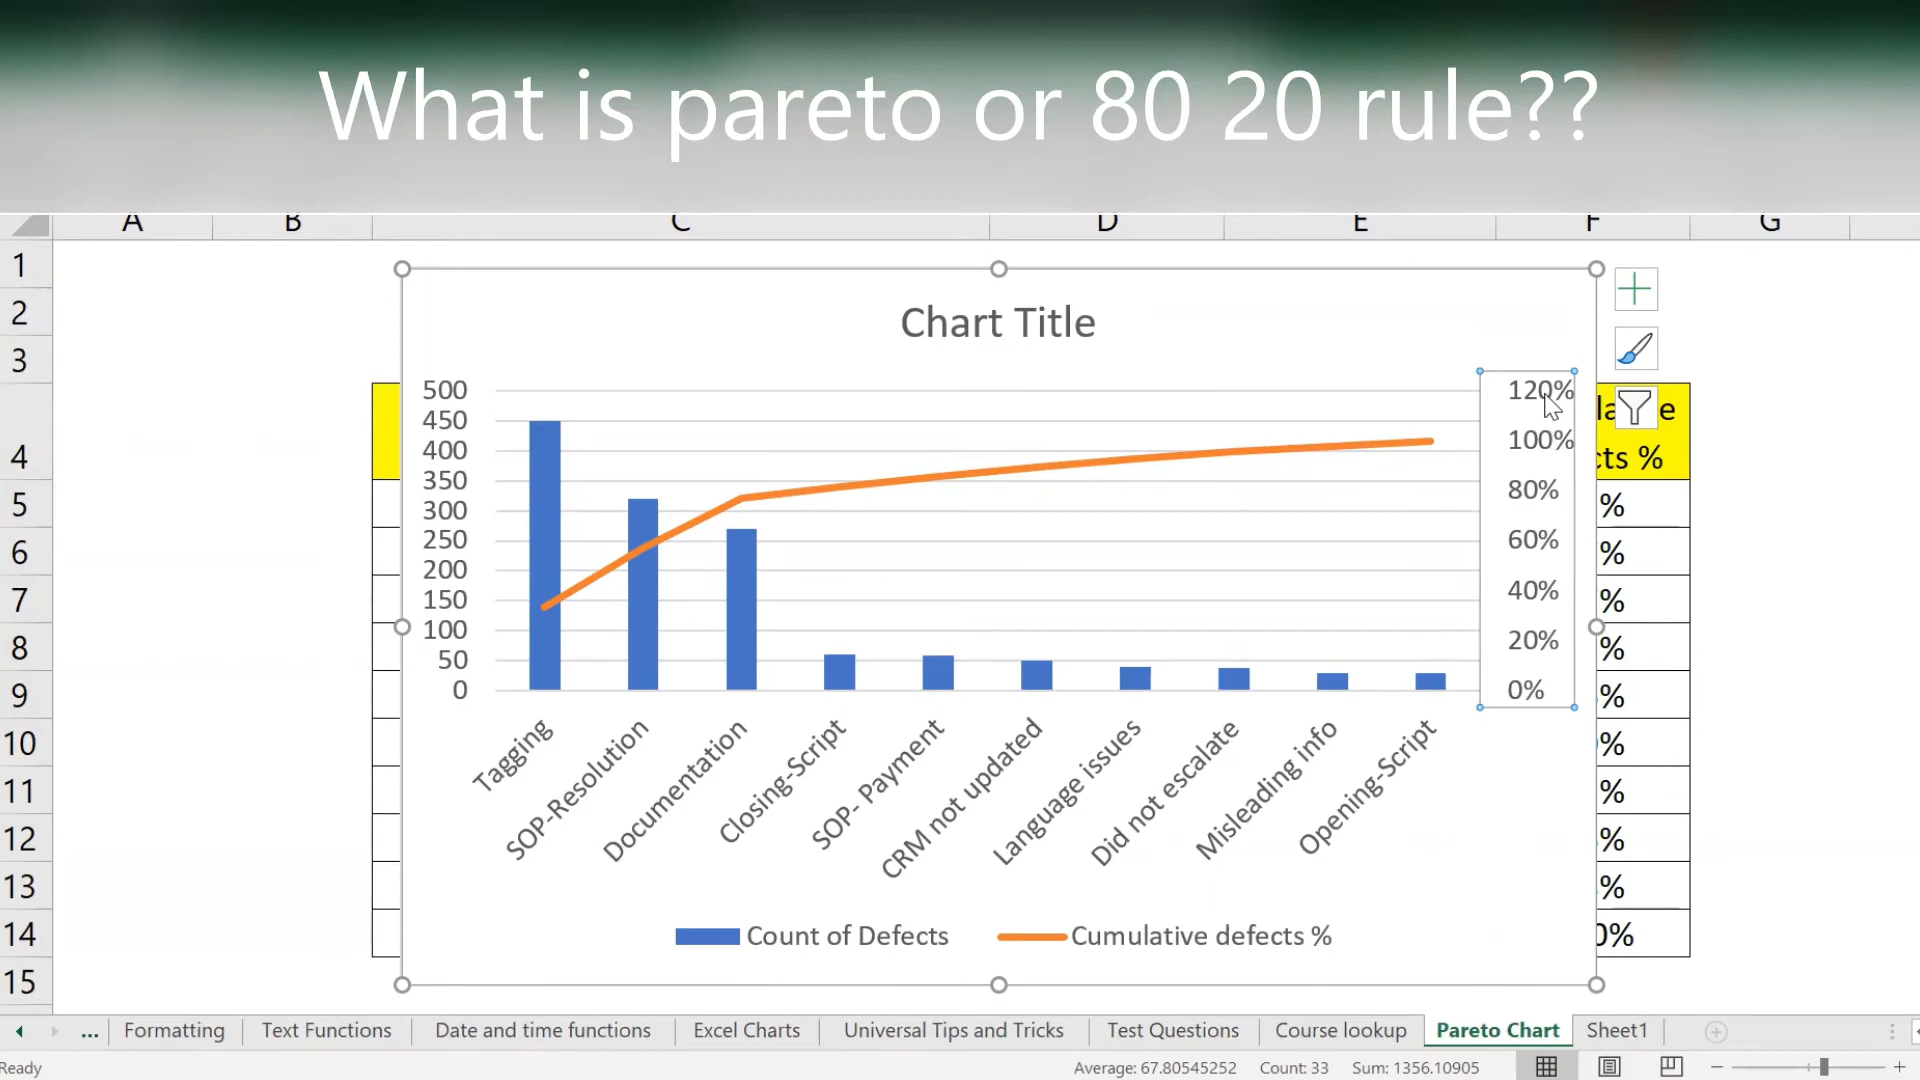 What is pareto or 80 20 rule??
A B C D E F G
1
2
3
4
5
6
7
8
9
10
11
12
13
14
15
Chart Title
500
450
400
350
300
250
200
150
100
50
0
120%
100%
80%
60%
40%
20%
0%
Tagging
SOP-Resolution
Documentation
Closing-Script
SOP- Payment
CRM not updated
Language issues
Did not escalate
Misleading info
Opening-Script
Count of Defects
Cumulative defects %
%
%
%
%
%
%
%
%
%
... Formatting Text Functions Date and time functions Excel Charts Universal Tips and Tricks Test Questions Course lookup Pareto Chart Sheet1
Ready Average: 67.80545252 Count: 33 Sum: 1356.10905